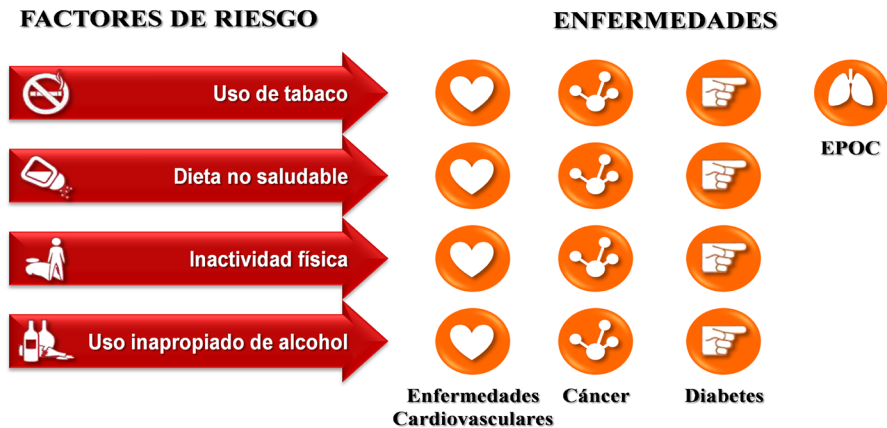 FACTORES DE RIESGO
ENFERMEDADES
Uso de tabaco
EPOC
Dieta no saludable
Inactividad física
Uso inapropiado de alcohol
Enfermedades
Cardiovasculares
Cáncer
Diabetes